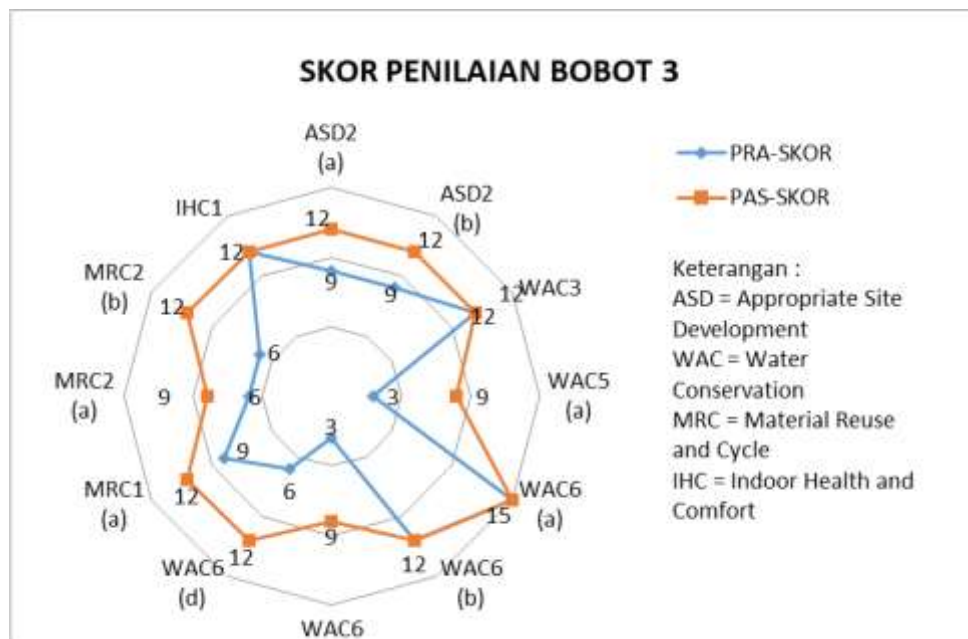 SKOR PENILAIAN BOBOT 3
ASD2
(a)
ASD2
(b)
WAC3
WAC5
(a)
WAC6
(a)
WAC6
(b)
WAC6
WAC6
(d)
MRC1
(a)
MRC2
(a)
MRC2
(b)
IHC1
12
12
12
9
15
12
9
12
12
9
12
12
9
9
12
3
3
6
9
6
6
PRA-SKOR
PAS-SKOR
Keterangan :
ASD = Appropriate Site
Development
WAC = Water
Conservation
MRC = Material Reuse
and Cycle
IHC = Indoor Health and
Comfort